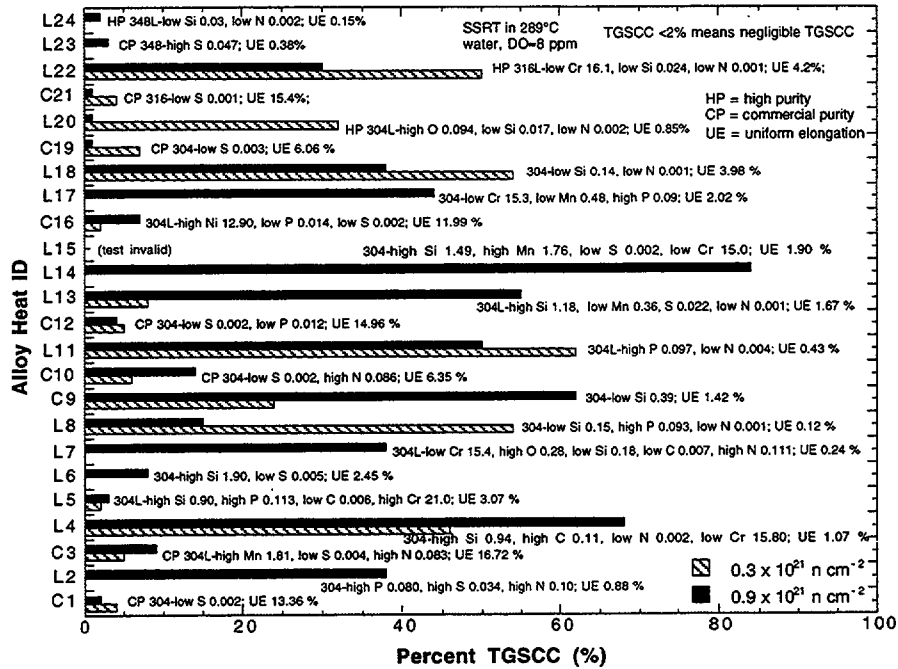 L24 HP 348L-low Si 0.03, low N 0.002; UE 0.15%
SSRT in 289°C
water, DO=8 ppm
TGSCC <2% means negligible TGSCC
L23 CP 348-high S 0.047; UE 0.38%
L22 HP 316L-low Cr 16.1, low Si 0.024, low N 0.001; UE 4.2%;
C21 CP 316-low S 0.001; UE 15.4%;
HP = high purity
CP = commercial purity
UE = uniform elongation
L20 HP 304L-high O 0.094, low Si 0.017, low N 0.002; UE 0.85%
C19 CP 304-low S 0.003; UE 6.06 %
L18 304-low Si 0.14, low N 0.001; UE 3.98 %
L17 304-low Cr 15.3, low Mn 0.48, high P 0.09; UE 2.02 %
C16 304L-high Ni 12.90, low P 0.014, low S 0.002; UE 11.99 %
L15 (test invalid)
304-high Si 1.49, high Mn 1.76, low S 0.002, low Cr 15.0; UE 1.90 %
L14
L13 304L-high Si 1.18, low Mn 0.36, S 0.022, low N 0.001; UE 1.67 %
C12 CP 304-low S 0.002, low P 0.012; UE 14.96 %
L11 304L-high P 0.097, low N 0.004; UE 0.43 %
C10 CP 304-low S 0.002, high N 0.086; UE 6.35 %
C9 304-low Si 0.39; UE 1.42 %
L8 304-low Si 0.15, high P 0.093, low N 0.001; UE 0.12 %
L7 304L-low Cr 15.4, high O 0.28, low Si 0.18, low C 0.007, high N 0.111; UE 0.24 %
L6 304-high Si 1.90, low S 0.005; UE 2.45 %
L5 304L-high Si 0.90, high P 0.113, low C 0.006, high Cr 21.0; UE 3.07 %
L4 304-high Si 0.94, high C 0.11, low N 0.002, low Cr 15.80; UE 1.07 %
C3 CP 304L-high Mn 1.81, low S 0.004, high N 0.083; UE 16.72 %
L2 304-high P 0.080, high S 0.034, high N 0.10; UE 0.88 %
C1 CP 304-low S 0.002; UE 13.36 %
0.3 x 10²¹ n cm⁻²
0.9 x 10²¹ n cm⁻²
Alloy Heat ID
0 20 40 60 80 100
Percent TGSCC (%)